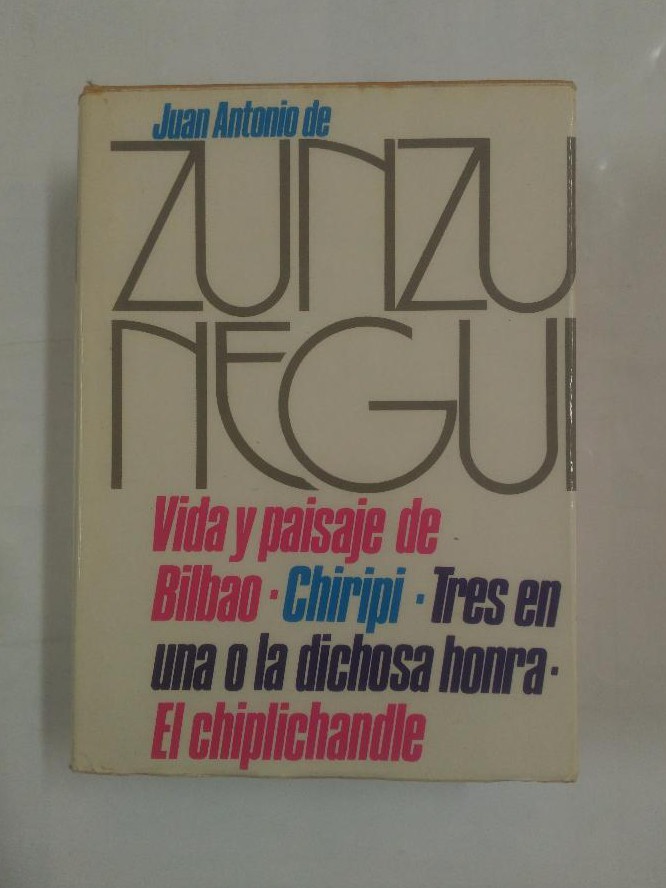 Juan Antonio de
ZUNZU
NEGUI
Vida y paisaje de
Bilbao · Chiripi · Tres en
una o la dichosa honra ·
El chiplichandle